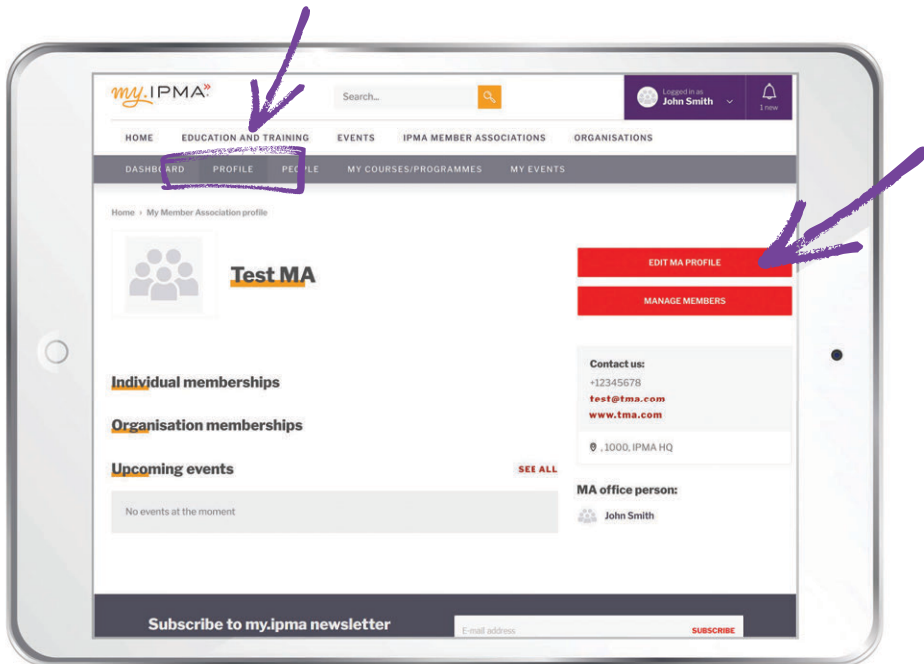 my.IPMA
Search...
Logged in as
John Smith
1 new
HOME EDUCATION AND TRAINING EVENTS IPMA MEMBER ASSOCIATIONS ORGANISATIONS
DASHBOARD PROFILE PEOPLE MY COURSES/PROGRAMMES MY EVENTS
Home › My Member Association profile
Test MA
EDIT MA PROFILE
MANAGE MEMBERS
Individual memberships
Organisation memberships
Upcoming events SEE ALL
No events at the moment
Contact us:
+12345678
test@tma.com
www.tma.com
, 1000, IPMA HQ
MA office person:
John Smith
Subscribe to my.ipma newsletter
E-mail address SUBSCRIBE